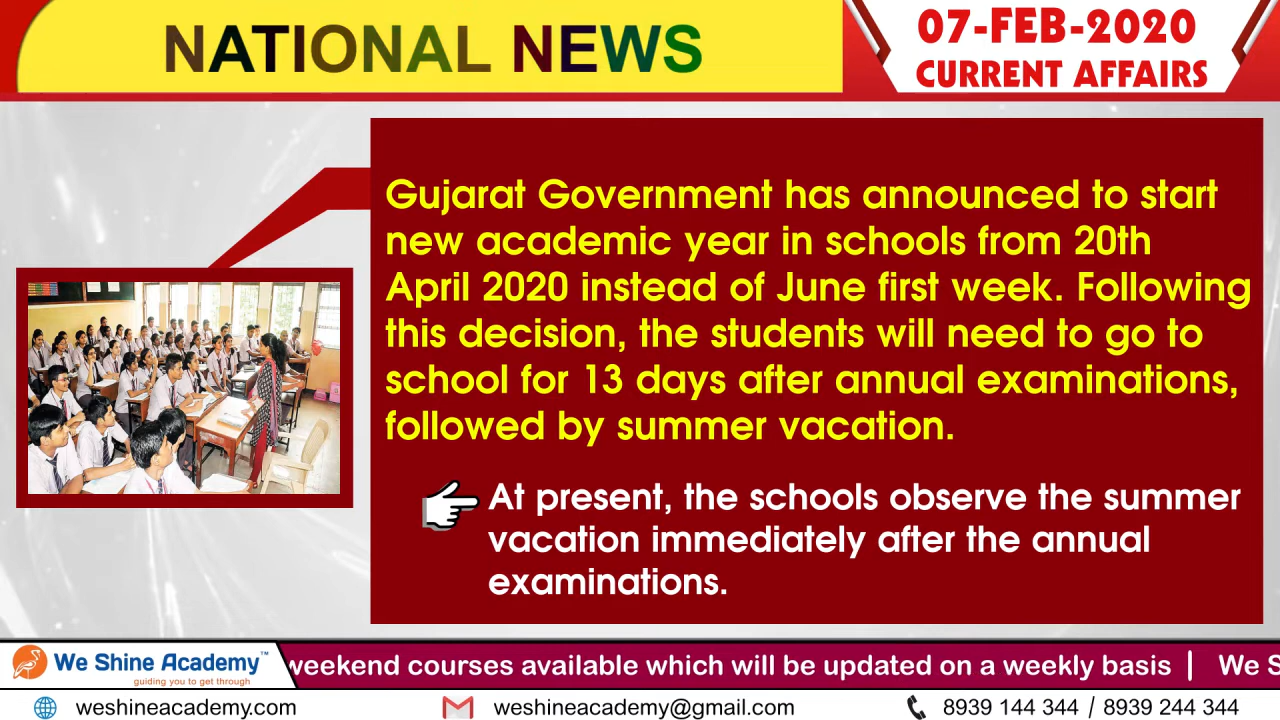 NATIONAL NEWS
07-FEB-2020
CURRENT AFFAIRS
Gujarat Government has announced to start
new academic year in schools from 20th
April 2020 instead of June first week. Following
this decision, the students will need to go to
school for 13 days after annual examinations,
followed by summer vacation.
At present, the schools observe the summer
vacation immediately after the annual
examinations.
We Shine Academy™
guiding you to get through
weekend courses available which will be updated on a weekly basis | We S
weshineacademy.com
weshineacademy@gmail.com
8939 144 344 / 8939 244 344